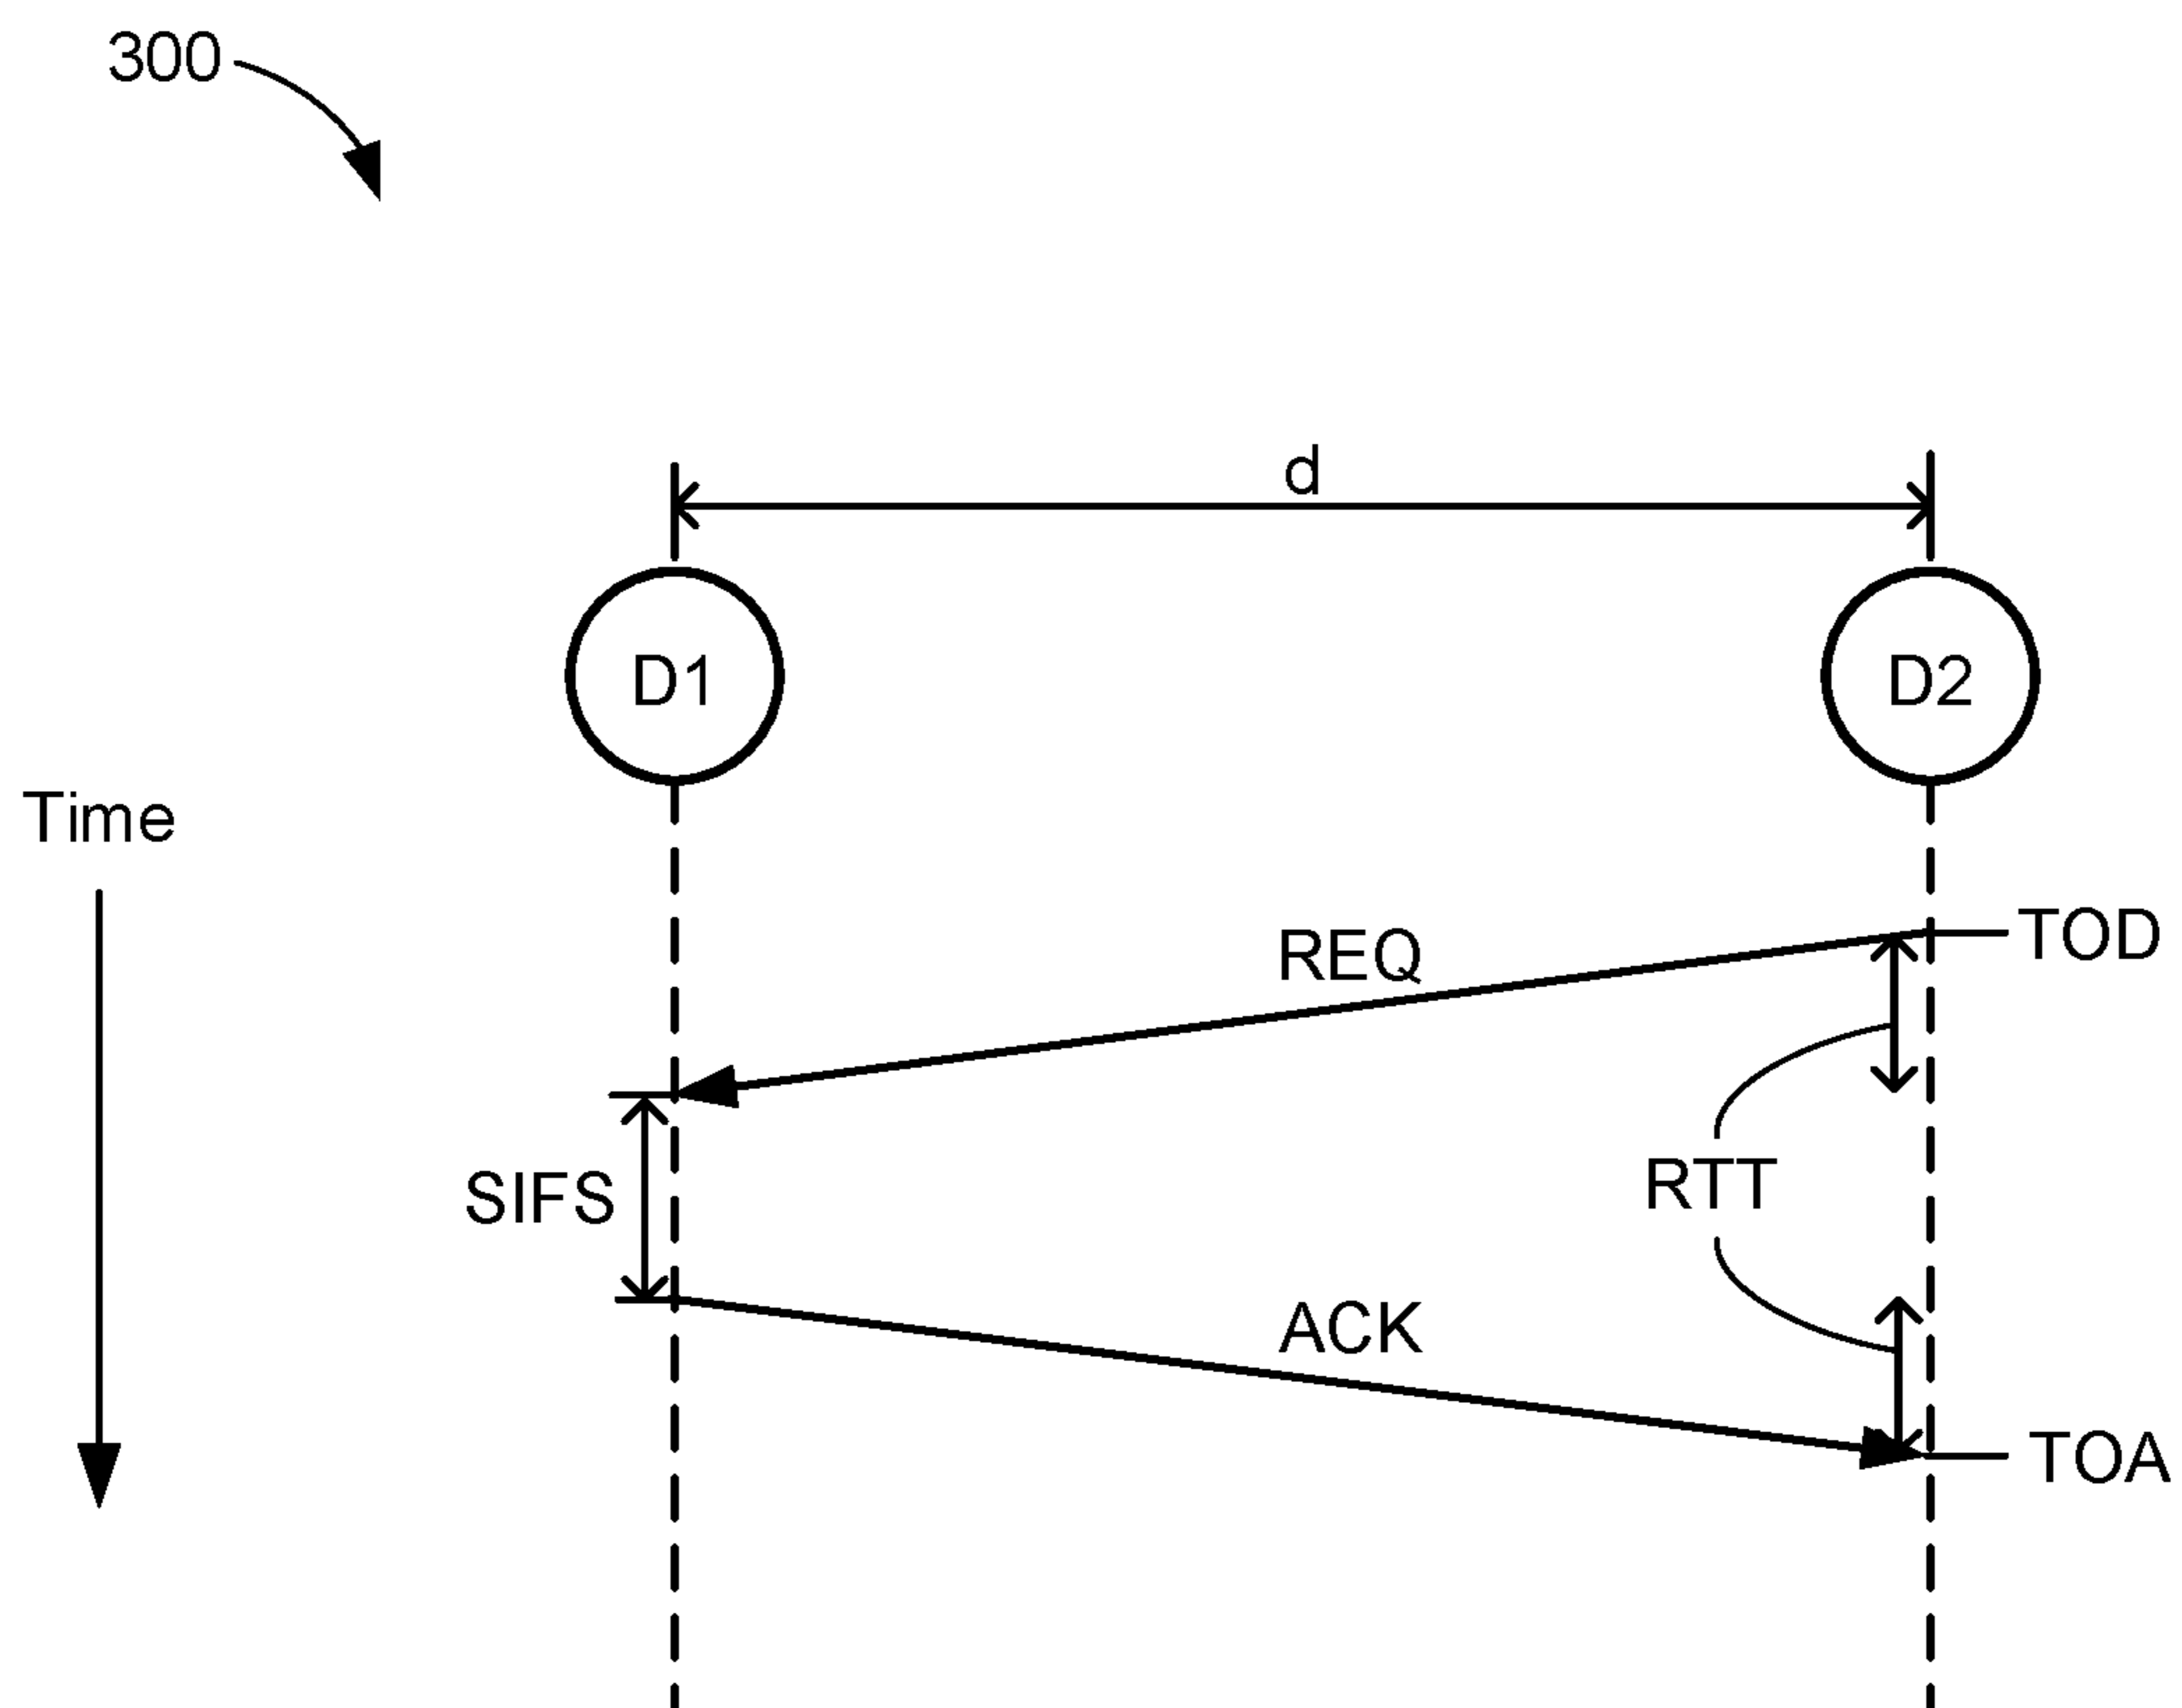 300
d
D1
D2
Time
TOD
REQ
RTT
SIFS
ACK
TOA